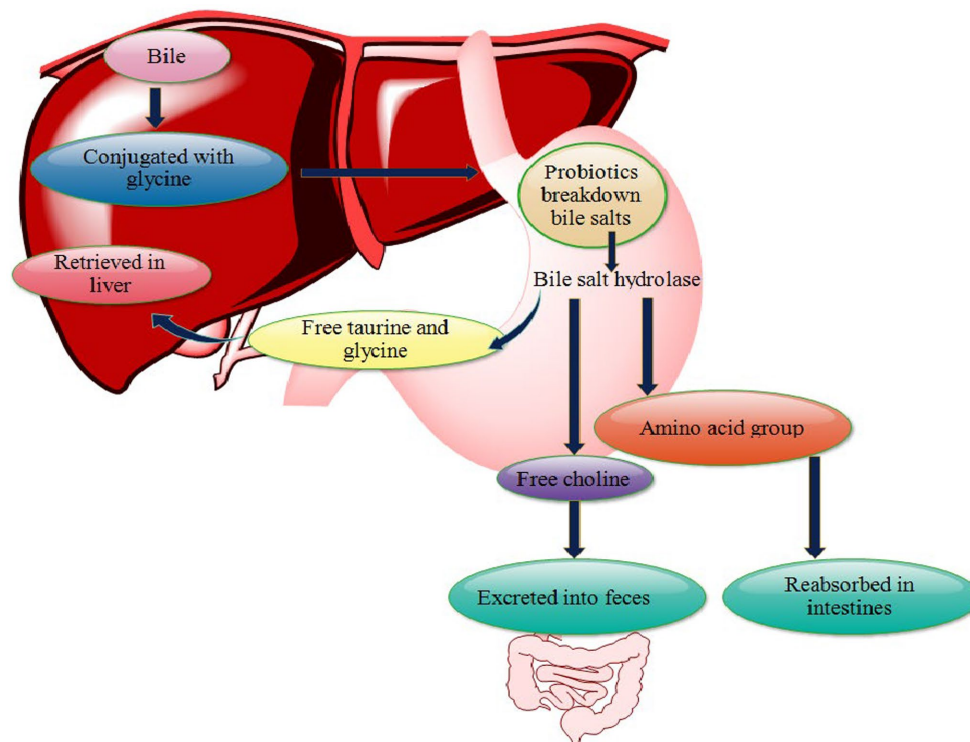 Bile
Conjugated with
glycine
Probiotics
breakdown
bile salts
Bile salt hydrolase
Retrieved in
liver
Free taurine and
glycine
Amino acid group
Free choline
Excreted into feces
Reabsorbed in
intestines